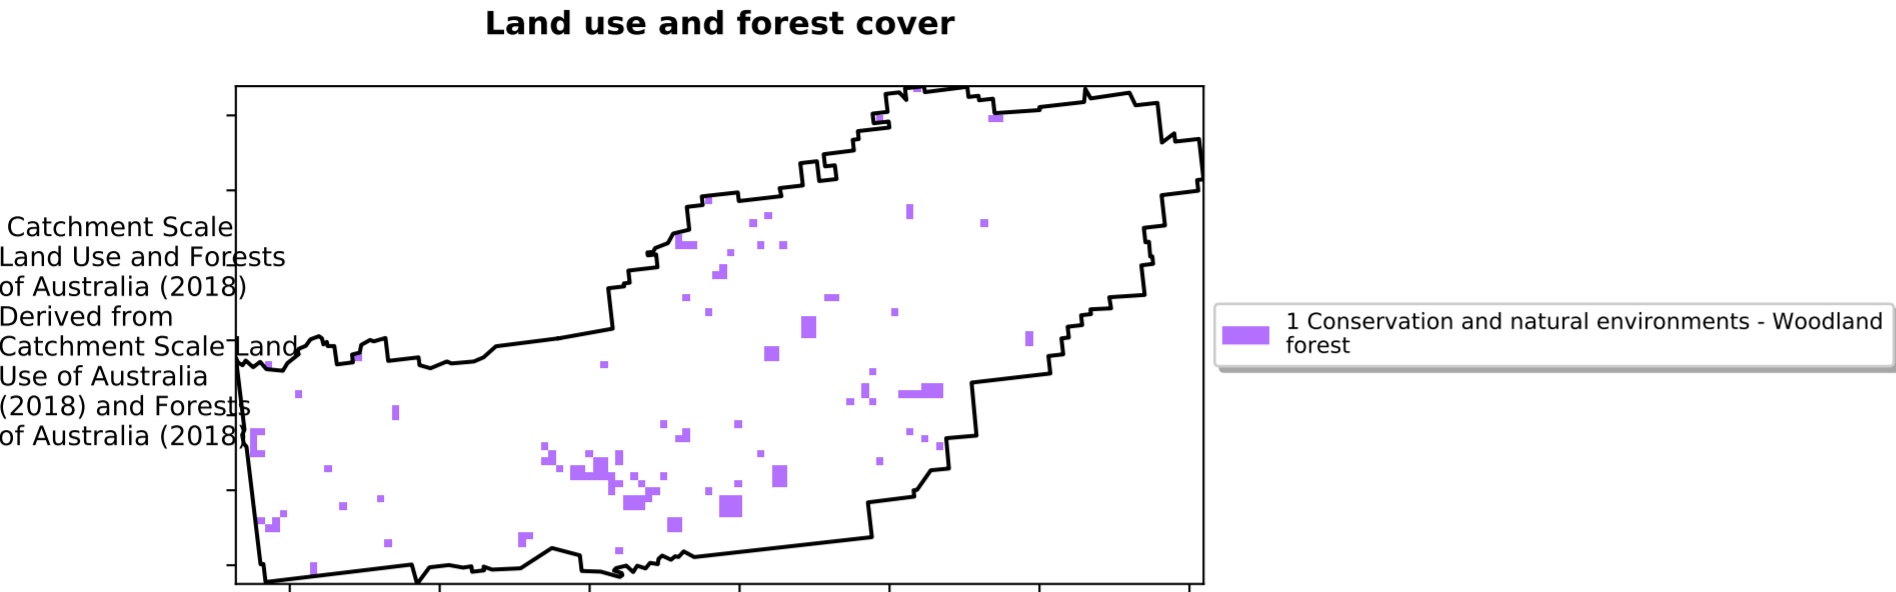 Land use and forest cover
Catchment Scale
Land Use and Forests
of Australia (2018)
Derived from
Catchment Scale Land
Use of Australia
(2018) and Forests
of Australia (2018)
1 Conservation and natural environments - Woodland
forest